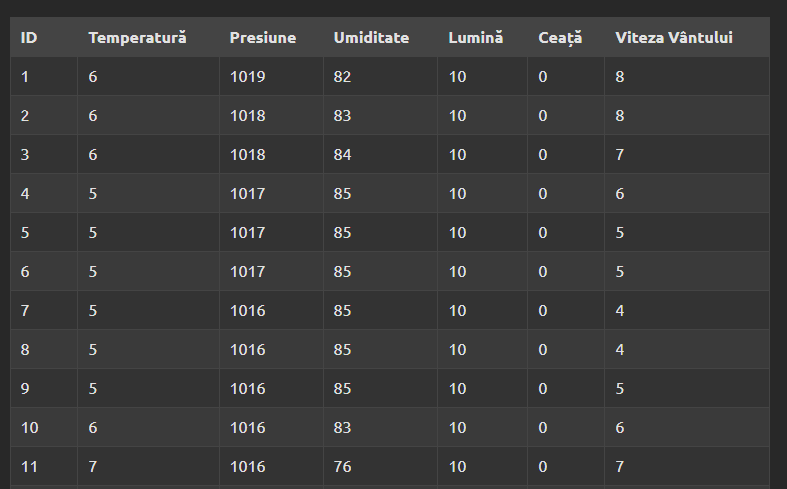 ID Temperatură Presiune Umiditate Lumină Ceață Viteza Vântului
1 6 1019 82 10 0 8
2 6 1018 83 10 0 8
3 6 1018 84 10 0 7
4 5 1017 85 10 0 6
5 5 1017 85 10 0 5
6 5 1017 85 10 0 5
7 5 1016 85 10 0 4
8 5 1016 85 10 0 4
9 5 1016 85 10 0 5
10 6 1016 83 10 0 6
11 7 1016 76 10 0 7